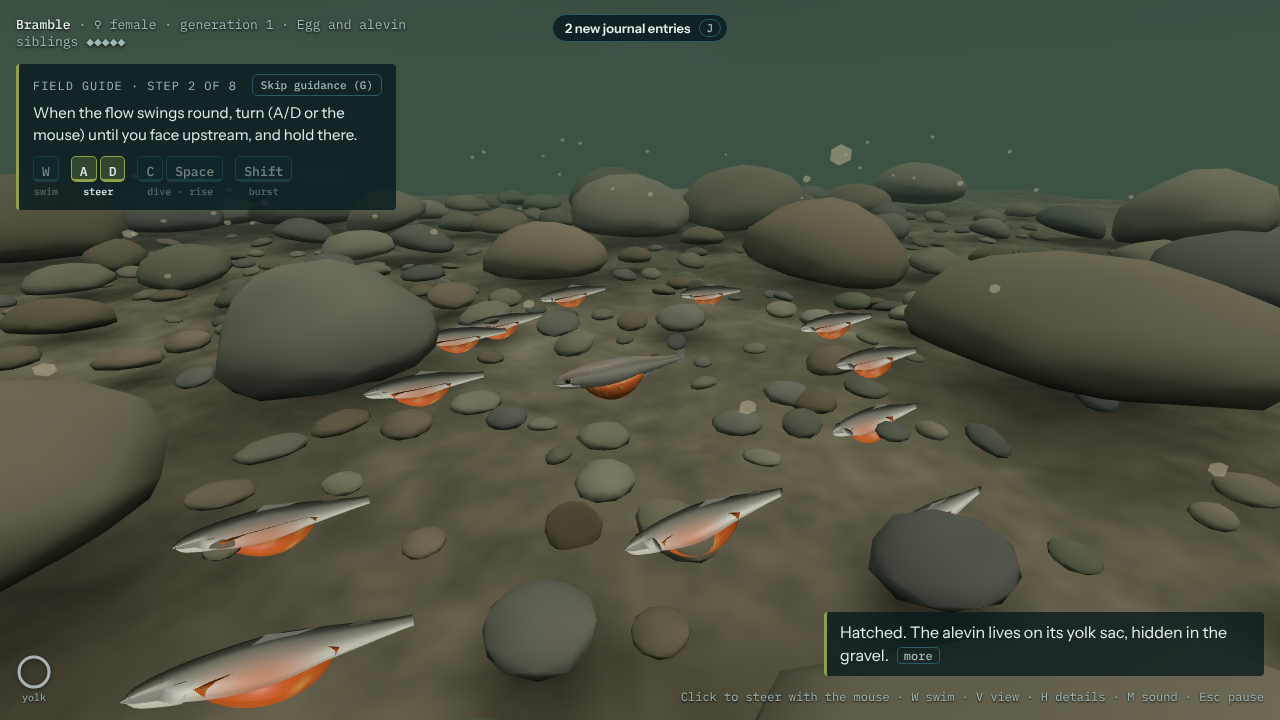 Bramble · ♀ female · generation 1 · Egg and alevin
siblings ◆◆◆◆◆
2 new journal entries J
FIELD GUIDE · STEP 2 OF 8 Skip guidance (G)
When the flow swings round, turn (A/D or the
mouse) until you face upstream, and hold there.
W A D C Space Shift
swim steer dive · rise burst
Hatched. The alevin lives on its yolk sac, hidden in the
gravel. more
yolk
Click to steer with the mouse · W swim · V view · H details · M sound · Esc pause